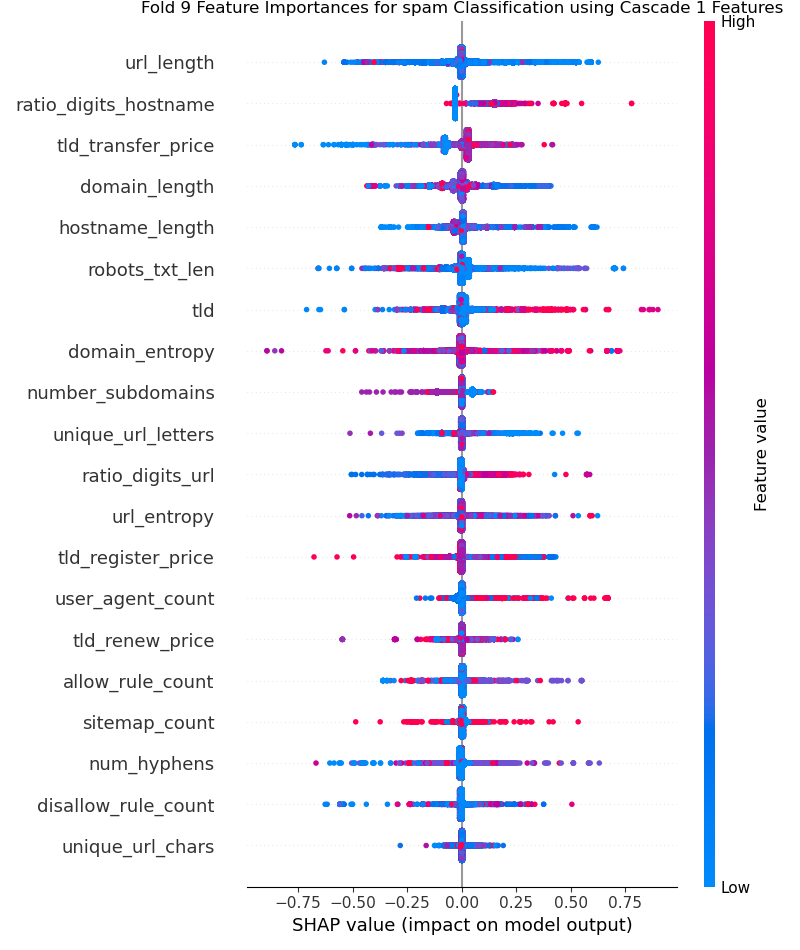 Fold 9 Feature Importances for spam Classification using Cascade 1 Features
High
url_length
ratio_digits_hostname
tld_transfer_price
domain_length
hostname_length
robots_txt_len
tld
domain_entropy
number_subdomains
unique_url_letters
ratio_digits_url
url_entropy
tld_register_price
user_agent_count
tld_renew_price
allow_rule_count
sitemap_count
num_hyphens
disallow_rule_count
unique_url_chars
Feature value
Low
−0.75 −0.50 −0.25 0.00 0.25 0.50 0.75
SHAP value (impact on model output)